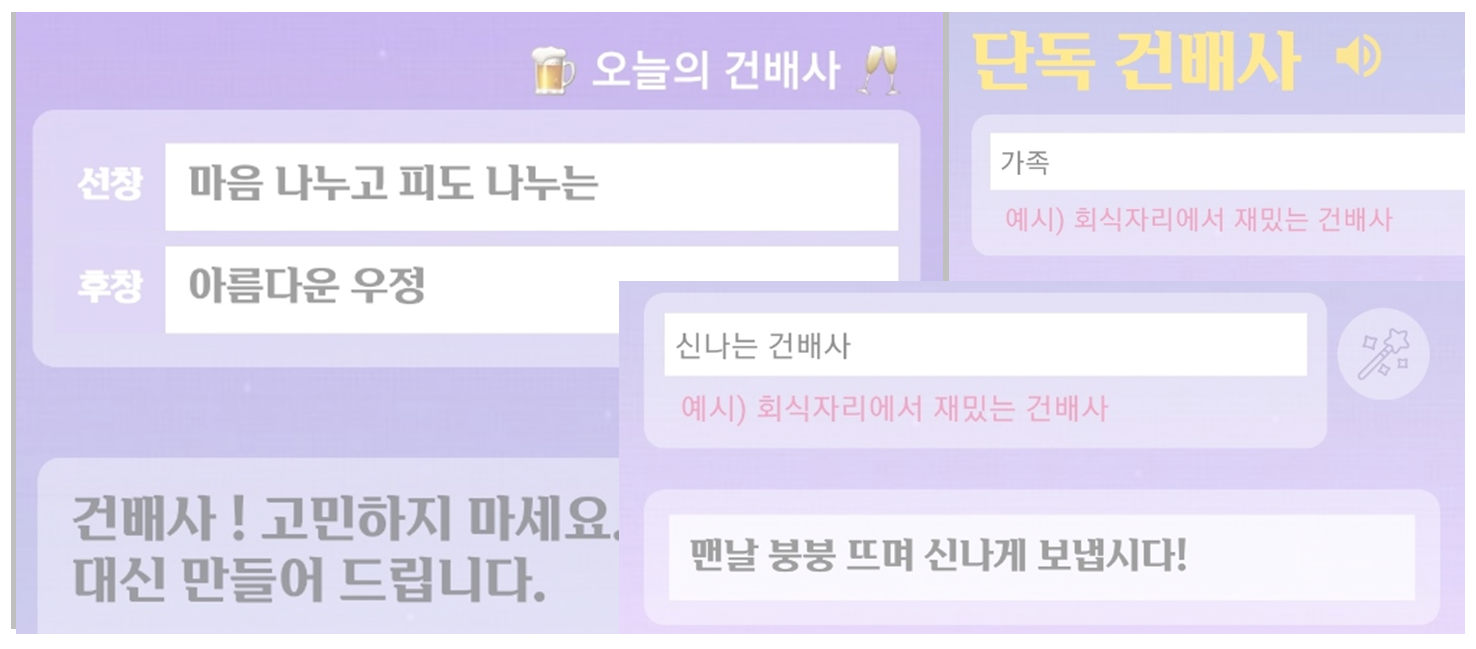 오늘의 건배사
선창 마음 나누고 피도 나누는
후창 아름다운 우정
건배사 ! 고민하지 마세요.
대신 만들어 드립니다.
단독 건배사
가족
예시) 회식자리에서 재밌는 건배사
신나는 건배사
예시) 회식자리에서 재밌는 건배사
맨날 붕붕 뜨며 신나게 보냅시다!